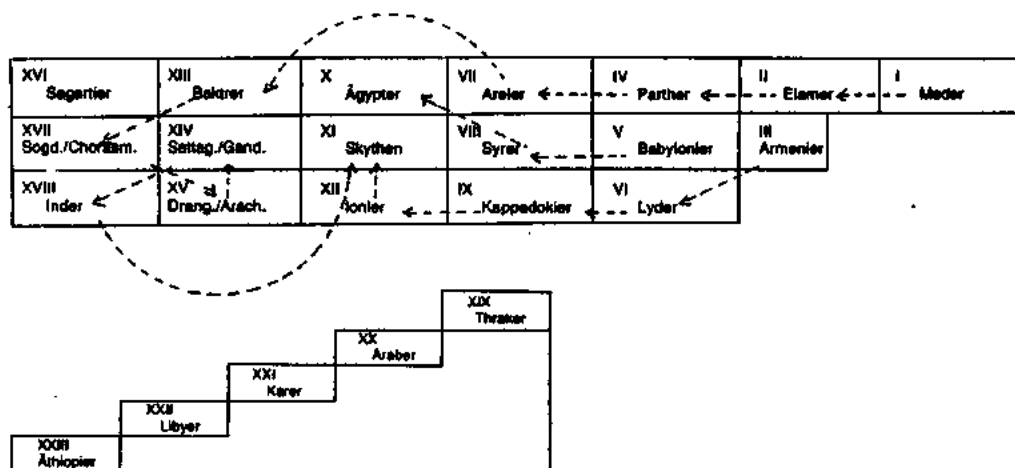 XVI XIII X VII IV II I
Sagartier Baktrer Ägypter Areier Parther Elamer Meder
XVII XIV XI VIII V III
Sogd./Chorasm. Sattag./Gand. Skythen Syrer Babylonier Armenier
XVIII XV XII IX VI
Inder Drang./Arach. Ionier Kappadokier Lyder
XIX
Thraker
XX
Araber
XXI
Karer
XXII
Libyer
XXIII
Äthiopier